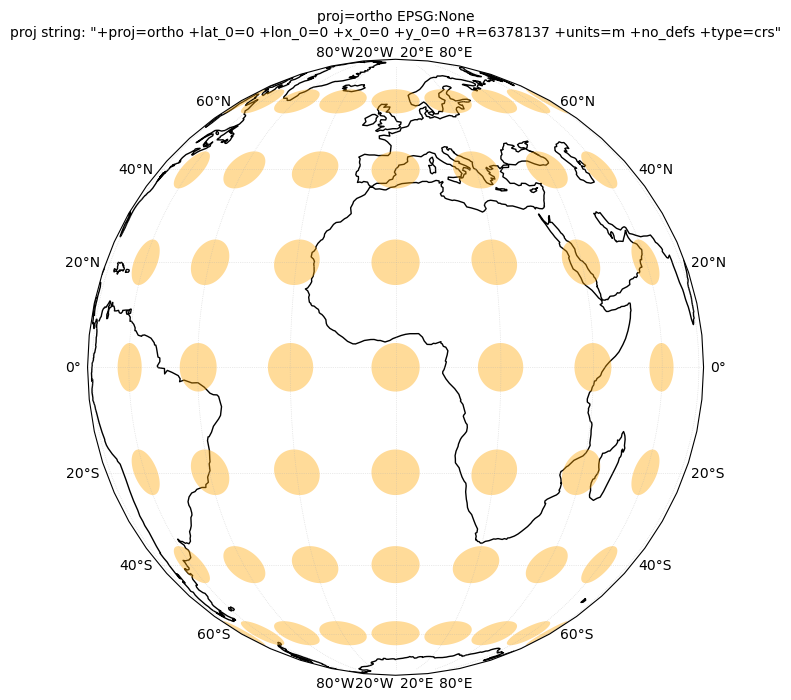 proj=ortho EPSG:None
proj string: "+proj=ortho +lat_0=0 +lon_0=0 +x_0=0 +y_0=0 +R=6378137 +units=m +no_defs +type=crs"
80°W 20°W 20°E 80°E
60°N 60°N
40°N 40°N
20°N 20°N
0° 0°
20°S 20°S
40°S 40°S
60°S 60°S
80°W 20°W 20°E 80°E